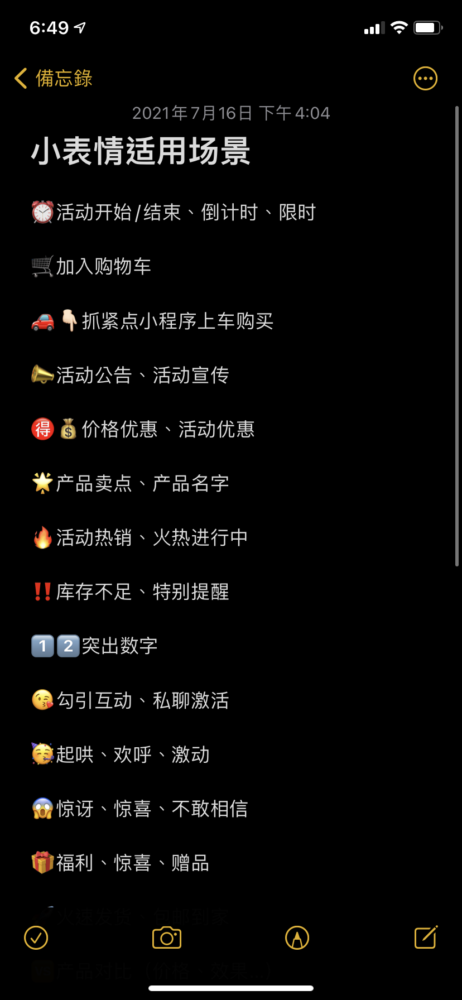 6:49
備忘錄
2021年7月16日 下午4:04
小表情适用场景
⏰活动开始/结束、倒计时、限时
🛒加入购物车
🚗👇🏻抓紧点小程序上车购买
📣活动公告、活动宣传
🉐💰价格优惠、活动优惠
🌟产品卖点、产品名字
🔥活动热销、火热进行中
‼️库存不足、特别提醒
1️⃣2️⃣突出数字
😘勾引互动、私聊激活
🥳起哄、欢呼、激动
😱惊讶、惊喜、不敢相信
🎁福利、惊喜、赠品
火速发货、包邮到家
🆚产品对比（价格、效果...）